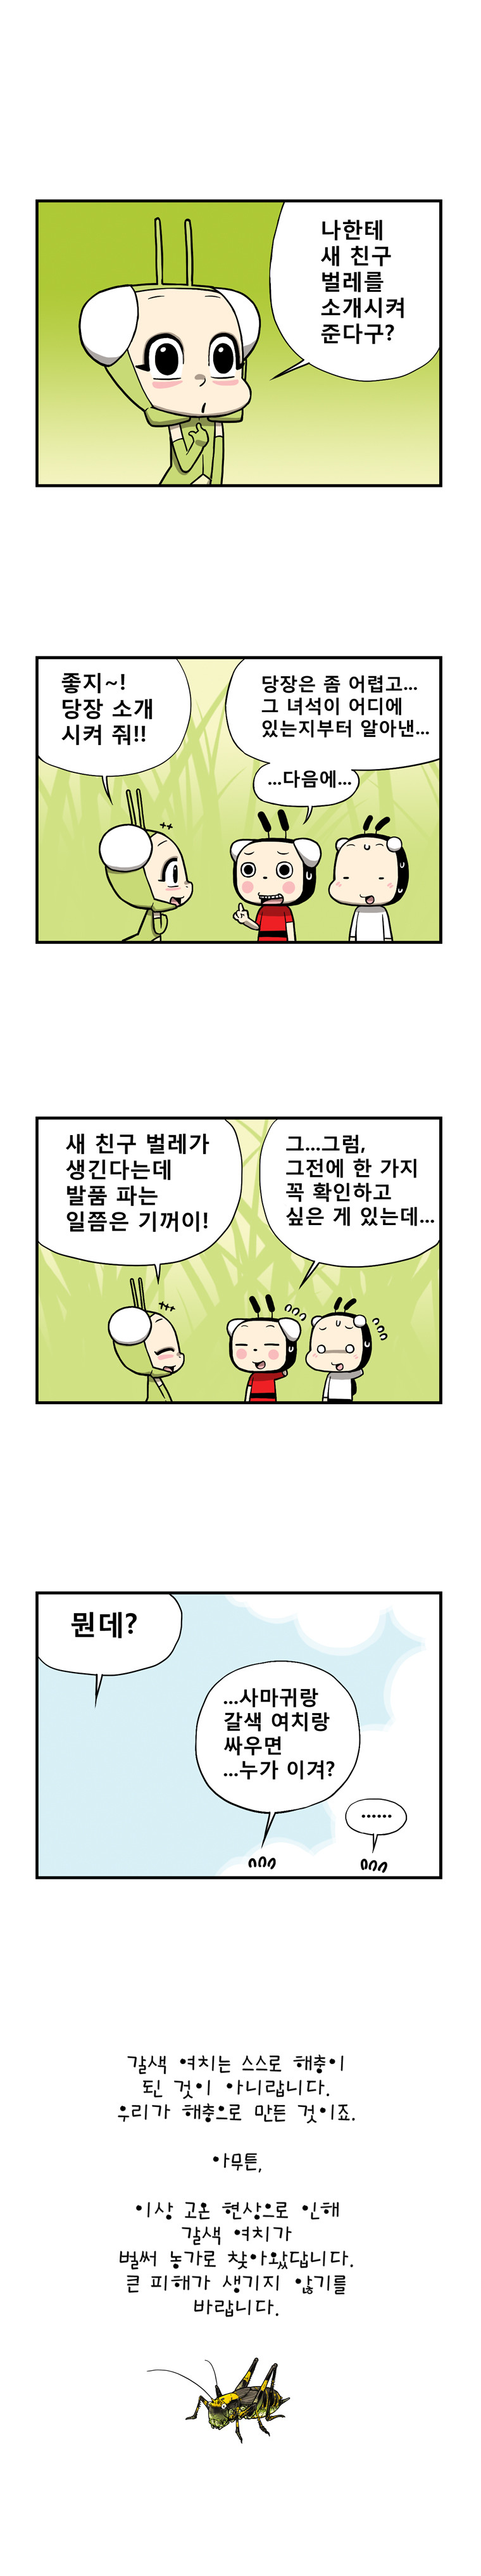 나한테
새 친구
벌레를
소개시켜
준다구?
좋지~!
당장 소개
시켜 줘!!
당장은 좀 어렵고...
그 녀석이 어디에
있는지부터 알아낸...
...다음에...
새 친구 벌레가
생긴다는데
발품 파는
일쯤은 기꺼이!
그...그럼,
그전에 한 가지
꼭 확인하고
싶은 게 있는데...
뭔데?
...사마귀랑
갈색 여치랑
싸우면
...누가 이겨?
......
갈색 여치는 스스로 해충이
된 것이 아니랍니다.
우리가 해충으로 만든 것이죠.
아무튼,
이상 고온 현상으로 인해
갈색 여치가
벌써 농가로 찾아왔답니다.
큰 피해가 생기지 않기를
바랍니다.